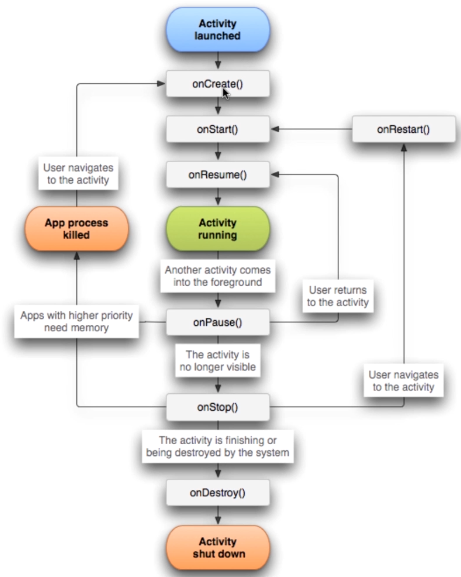 Activity
launched
onCreate()
onStart()
onRestart()
User navigates
to the activity
onResume()
App process
killed
Activity
running
Another activity comes
into the foreground
User returns
to the activity
Apps with higher priority
need memory
onPause()
The activity is
no longer visible
User navigates
to the activity
onStop()
The activity is finishing or
being destroyed by the system
onDestroy()
Activity
shut down